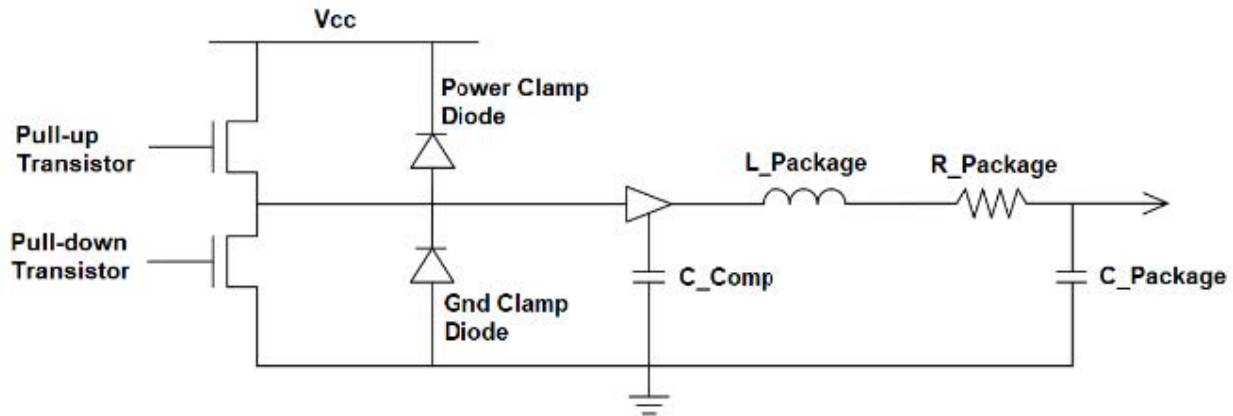 Vcc
Power Clamp
Diode
Pull-up
Transistor
L_Package
R_Package
Pull-down
Transistor
C_Comp
C_Package
Gnd Clamp
Diode